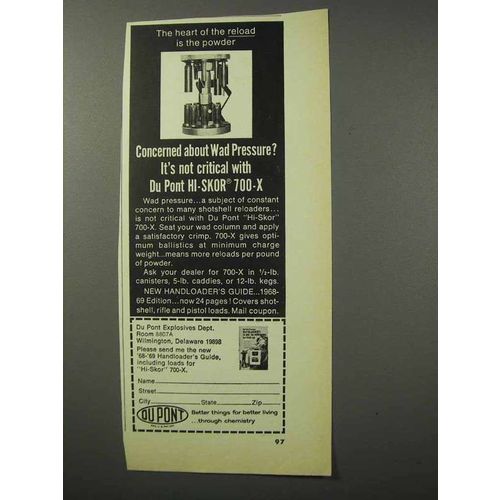 The heart of the reload
is the powder
Concerned about Wad Pressure?
It's not critical with
Du Pont HI-SKOR® 700-X
Wad pressure...a subject of constant
concern to many shotshell reloaders...
is not critical with Du Pont "Hi-Skor"
700-X. Seat your wad column and apply
a satisfactory crimp. 700-X gives opti-
mum ballistics at minimum charge
weight...means more reloads per pound
of powder.
Ask your dealer for 700-X in ½-lb.
canisters, 5-lb. caddies, or 12-lb. kegs.
NEW HANDLOADER'S GUIDE...1968-
69 Edition...now 24 pages! Covers shot-
shell, rifle and pistol loads. Mail coupon.
Du Pont Explosives Dept.
Room 8807A
Wilmington, Delaware 19898
Please send me the new
'68-'69 Handloader's Guide,
including loads for
"Hi-Skor" 700-X.
Name
Street
City State Zip
DU PONT
Better things for better living
...through chemistry
97